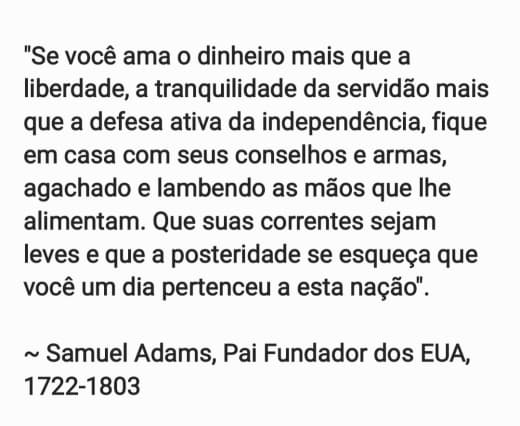 "Se você ama o dinheiro mais que a
liberdade, a tranquilidade da servidão mais
que a defesa ativa da independência, fique
em casa com seus conselhos e armas,
agachado e lambendo as mãos que lhe
alimentam. Que suas correntes sejam
leves e que a posteridade se esqueça que
você um dia pertenceu a esta nação".
~ Samuel Adams, Pai Fundador dos EUA,
1722-1803